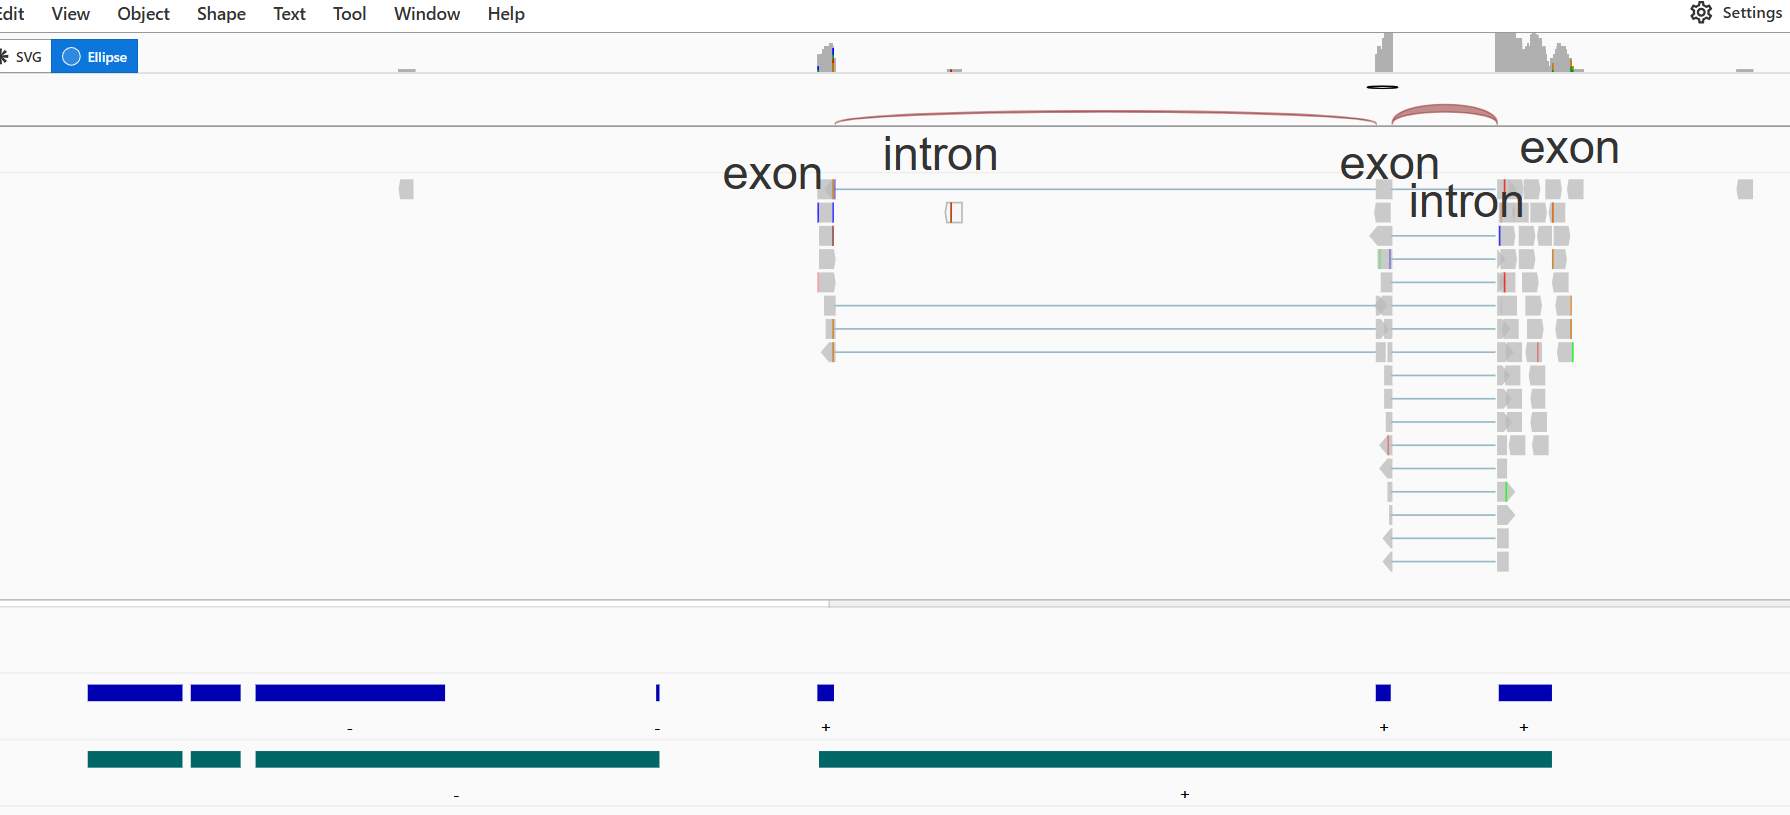 Edit View Object Shape Text Tool Window Help Settings
SVG Ellipse
intron
exon
exon
exon
intron
- - + + +
- +